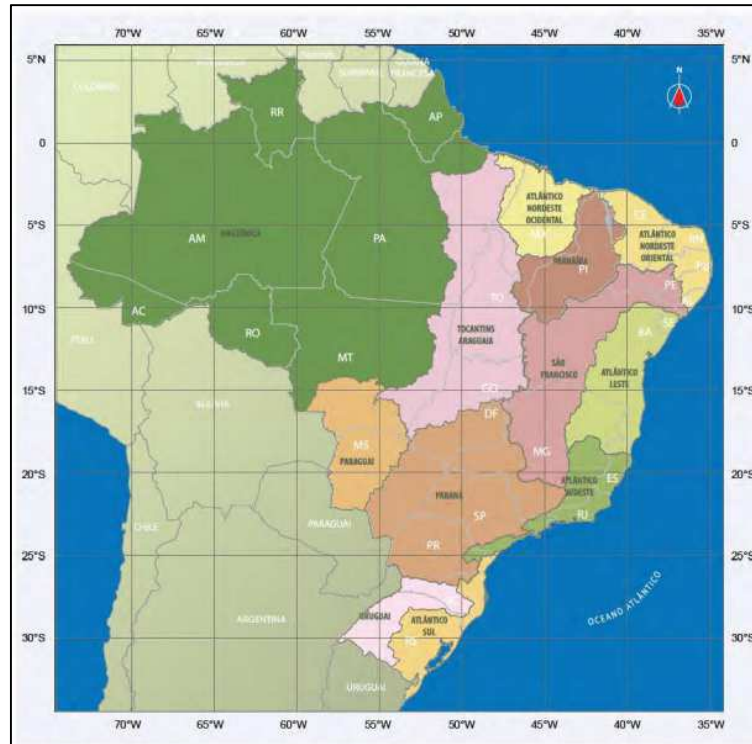 70°W 65°W 60°W 55°W 50°W 45°W 40°W 35°W
5°N 5°N
COLÔMBIA
SURINAME
GUIANA
FRANCESA
N
RR
AP
0 0
ATLÂNTICO
NORDESTE
OCIDENTAL
CE
MA
ATLÂNTICO
NORDESTE
ORIENTAL
RN
5°S 5°S
AM
AMAZÔNICA
PA
PARNAÍBA
PI
PB
TO
PE
10°S 10°S
AC
RO
PERU
TOCANTINS
ARAGUAIA
SE
BA
MT
SÃO
FRANCISCO
ATLÂNTICO
LESTE
15°S 15°S
GO
DF
BOLÍVIA
MS
PARAGUAI
MG
20°S 20°S
ATLÂNTICO
SUDESTE
ES
PARANÁ
SP
RJ
CHILE
PARAGUAI
PR
25°S 25°S
URUGUAI
ATLÂNTICO
SUL
RS
OCEANO ATLÂNTICO
ARGENTINA
30°S 30°S
URUGUAI
70°W 65°W 60°W 55°W 50°W 45°W 40°W 35°W